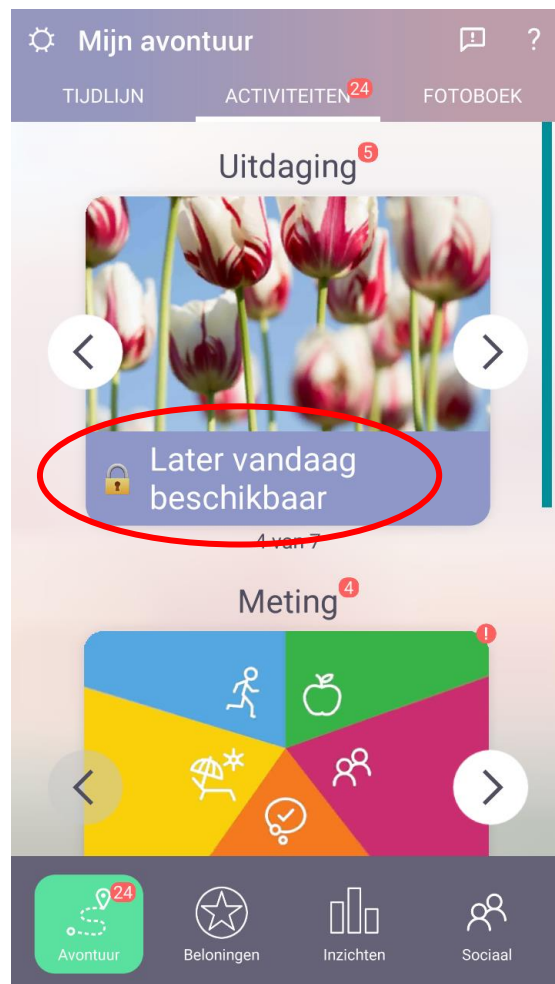 Mijn avontuur
?
TIJDLIJN
ACTIVITEITEN 24
FOTOBOEK
Uitdaging 5
Later vandaag
beschikbaar
4 van 7
Meting 4
!
24
Avontuur
Beloningen
Inzichten
Sociaal